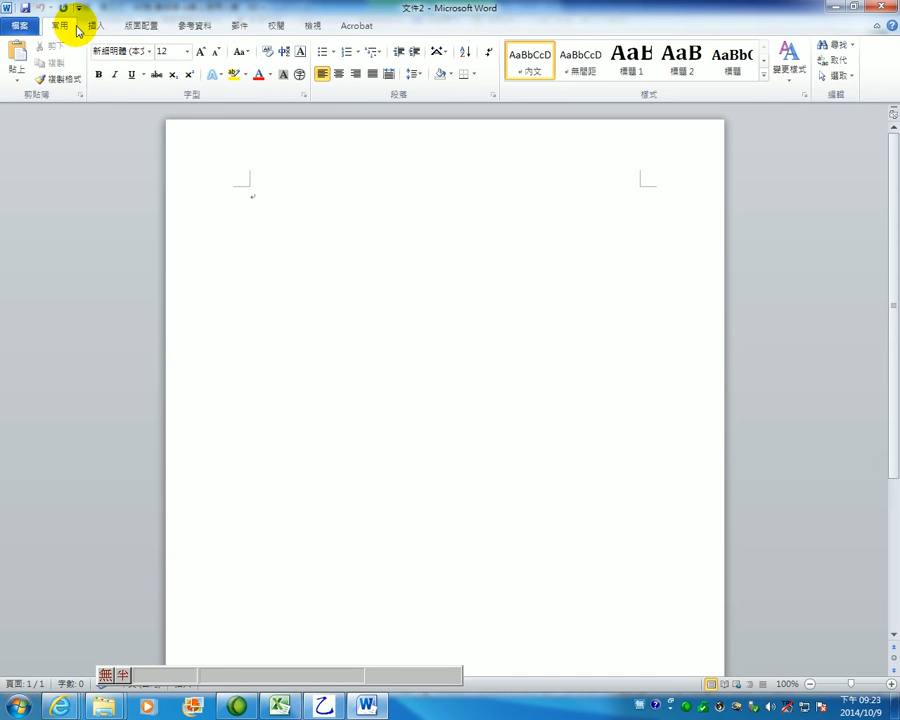 文件2 - Microsoft Word
檔案 常用 插入 版面配置 參考資料 郵件 校閱 檢視 Acrobat
貼上 剪下 複製 複製格式
新細明體 (本文 12
AaBbCcD AaBbCcD AaB AaB AaBbC
內文 無間距 標題 1 標題 2 標題
變更樣式
尋找 取代 選取
剪貼簿 字型 段落 樣式 編輯
無 半
頁面: 1 / 1 字數: 0 100%
無
下午 09:23
2014/10/9